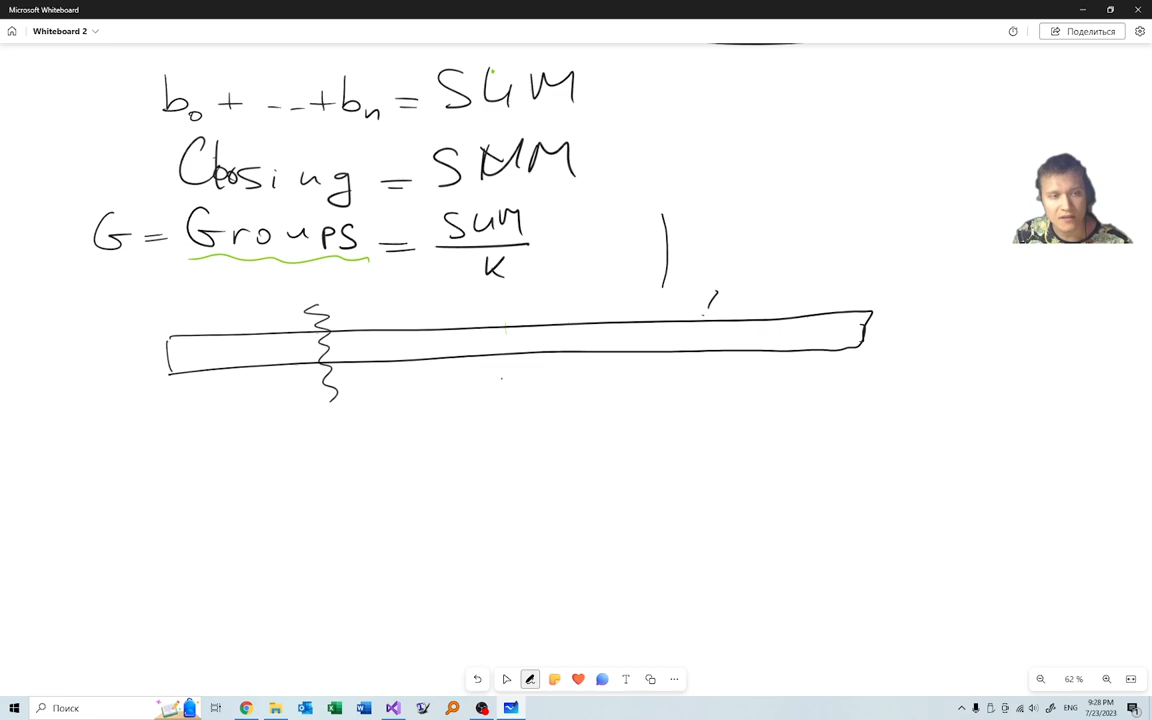 Microsoft Whiteboard
Whiteboard 2
Поделиться
b₀ + ... + bₙ = SUM
Closing = SUM
G = Groups = SUM
K
62 %
Поиск
ENG
9:28 PM
7/23/2023